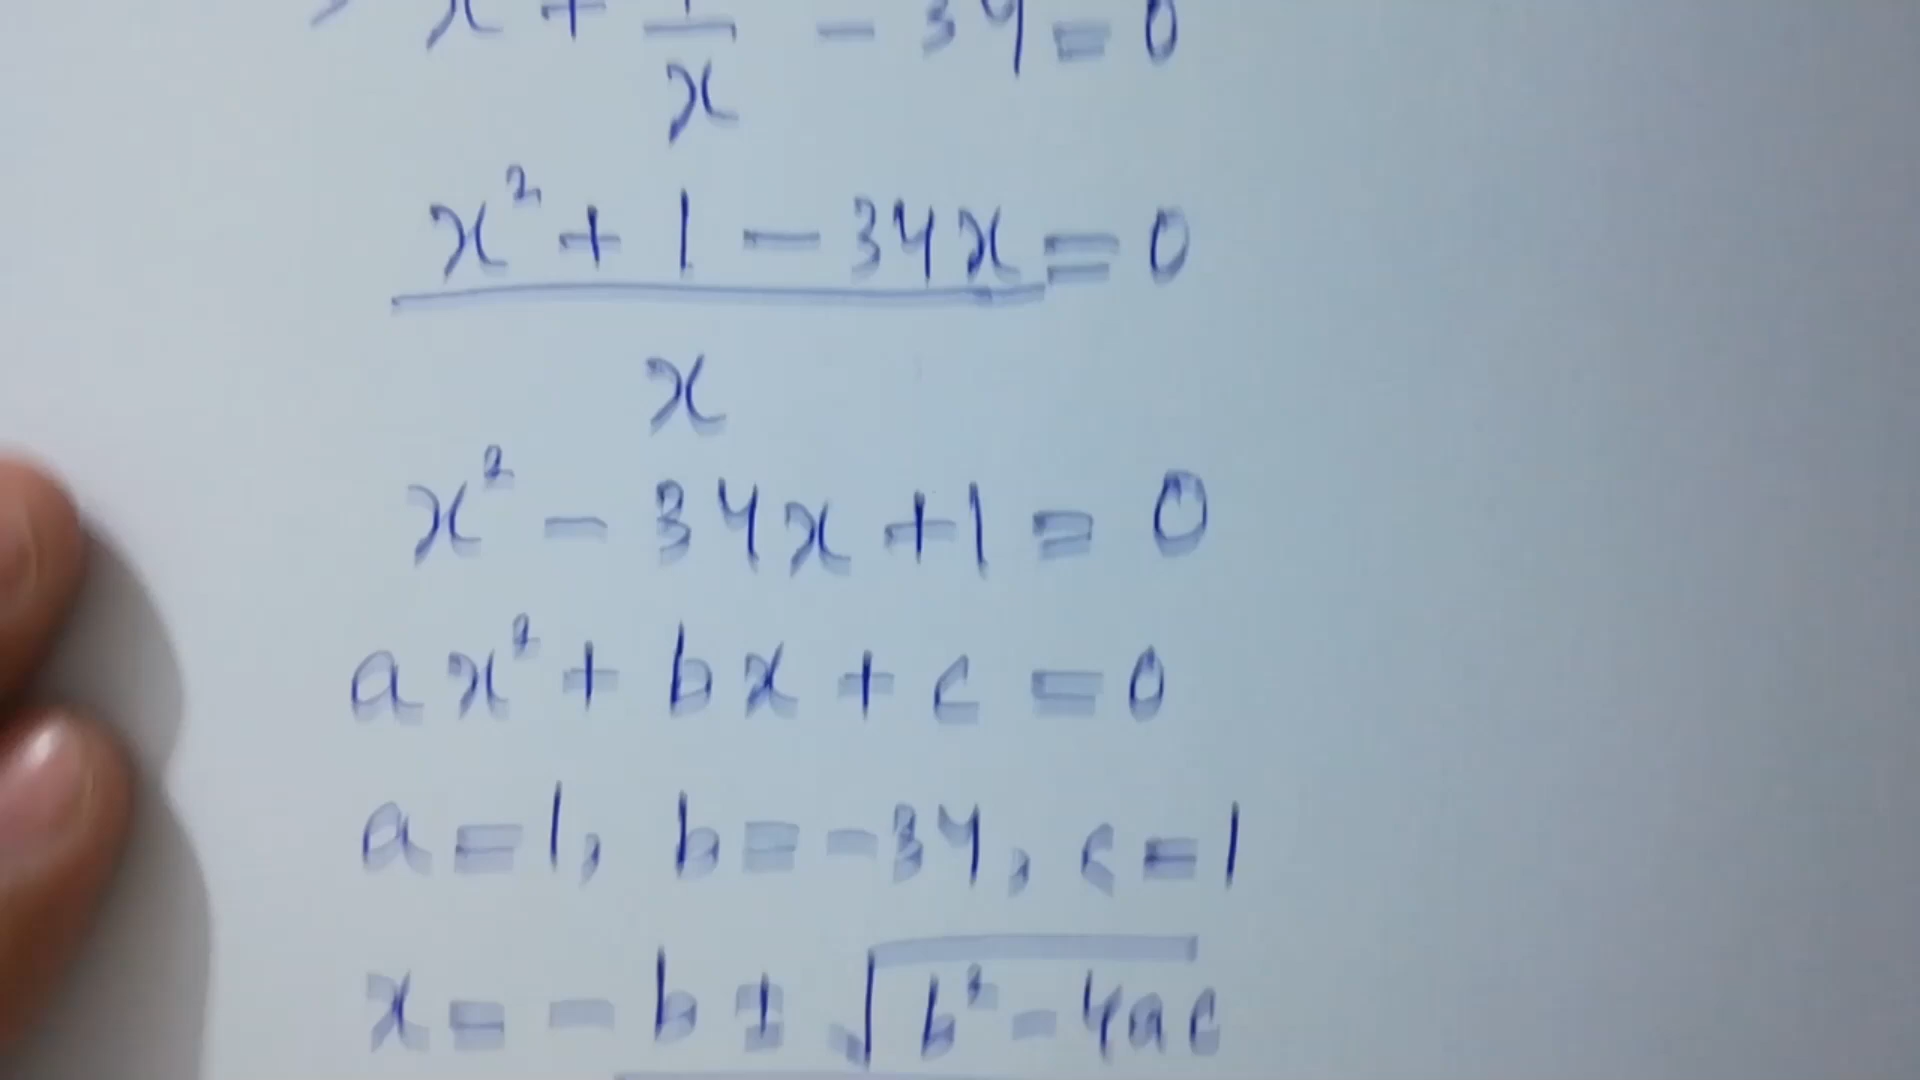 x + 1/x - 34 = 0
x² + 1 - 34x = 0
x
x² - 34x + 1 = 0
ax² + bx + c = 0
a = 1, b = -34, c = 1
x = - b ± √b² - 4ac